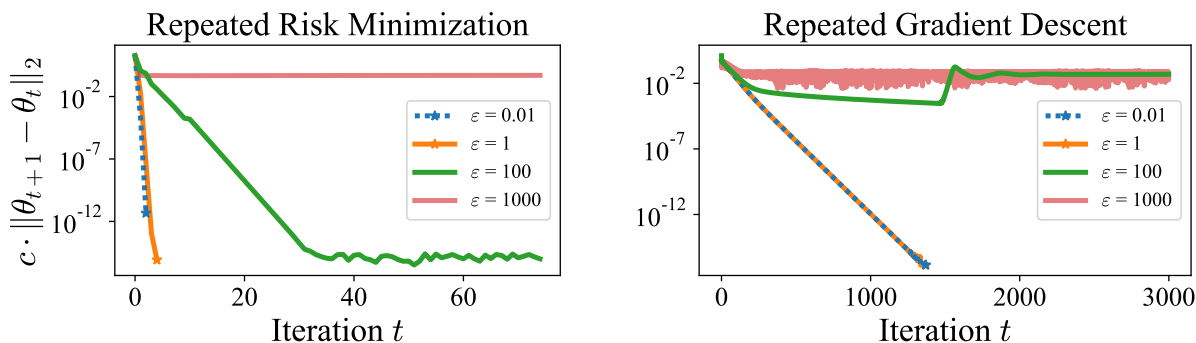 Repeated Risk Minimization
c · ||θ_{t+1} − θ_t||_2
10^{-2}
10^{-7}
10^{-12}
ε = 0.01
ε = 1
ε = 100
ε = 1000
0 20 40 60
Iteration t
Repeated Gradient Descent
10^{-2}
10^{-7}
10^{-12}
ε = 0.01
ε = 1
ε = 100
ε = 1000
0 1000 2000 3000
Iteration t